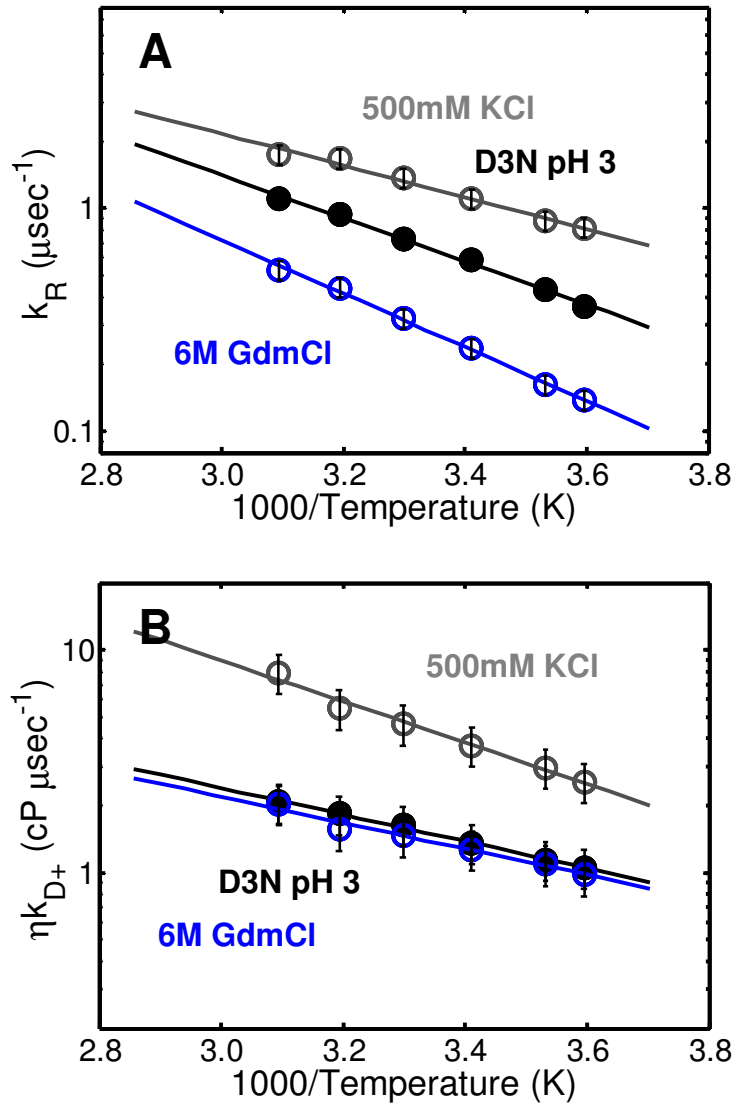 A
500mM KCl
D3N pH 3
6M GdmCl
k_R (μsec⁻¹)
1
0.1
2.8 3.0 3.2 3.4 3.6 3.8
1000/Temperature (K)
B
500mM KCl
D3N pH 3
6M GdmCl
ηk_D+ (cP μsec⁻¹)
10
1
2.8 3.0 3.2 3.4 3.6 3.8
1000/Temperature (K)